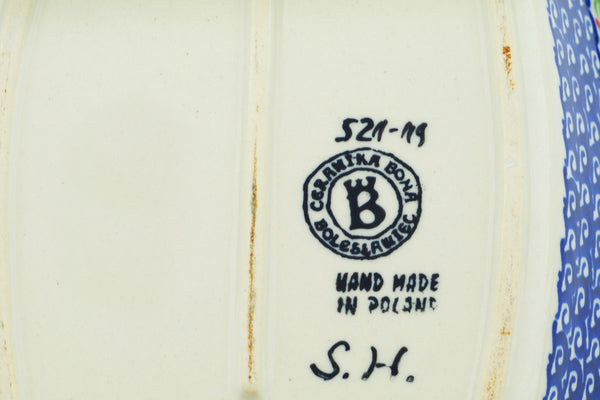 521-19
CERAMIKA BONA
B
BOLESŁAWIEC
HAND MADE
IN POLAND
S.H.